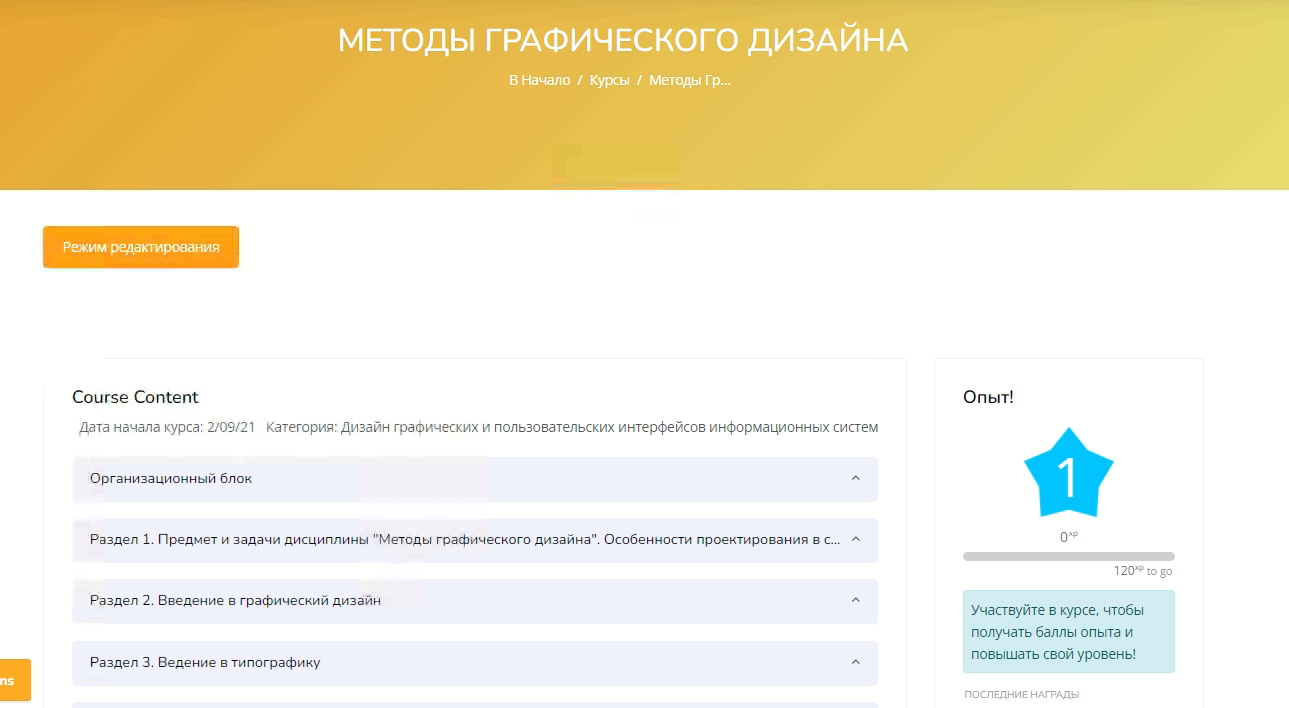 МЕТОДЫ ГРАФИЧЕСКОГО ДИЗАЙНА
В Начало / Курсы / Методы Гр...
Режим редактирования
Course Content
Дата начала курса: 2/09/21 Категория: Дизайн графических и пользовательских интерфейсов информационных систем
Организационный блок
Раздел 1. Предмет и задачи дисциплины "Методы графического дизайна". Особенности проектирования в с...
Раздел 2. Введение в графический дизайн
Раздел 3. Ведение в типографику
ns
Опыт!
1
0xp
120xp to go
Участвуйте в курсе, чтобы
получать баллы опыта и
повышать свой уровень!
ПОСЛЕДНИЕ НАГРАДЫ